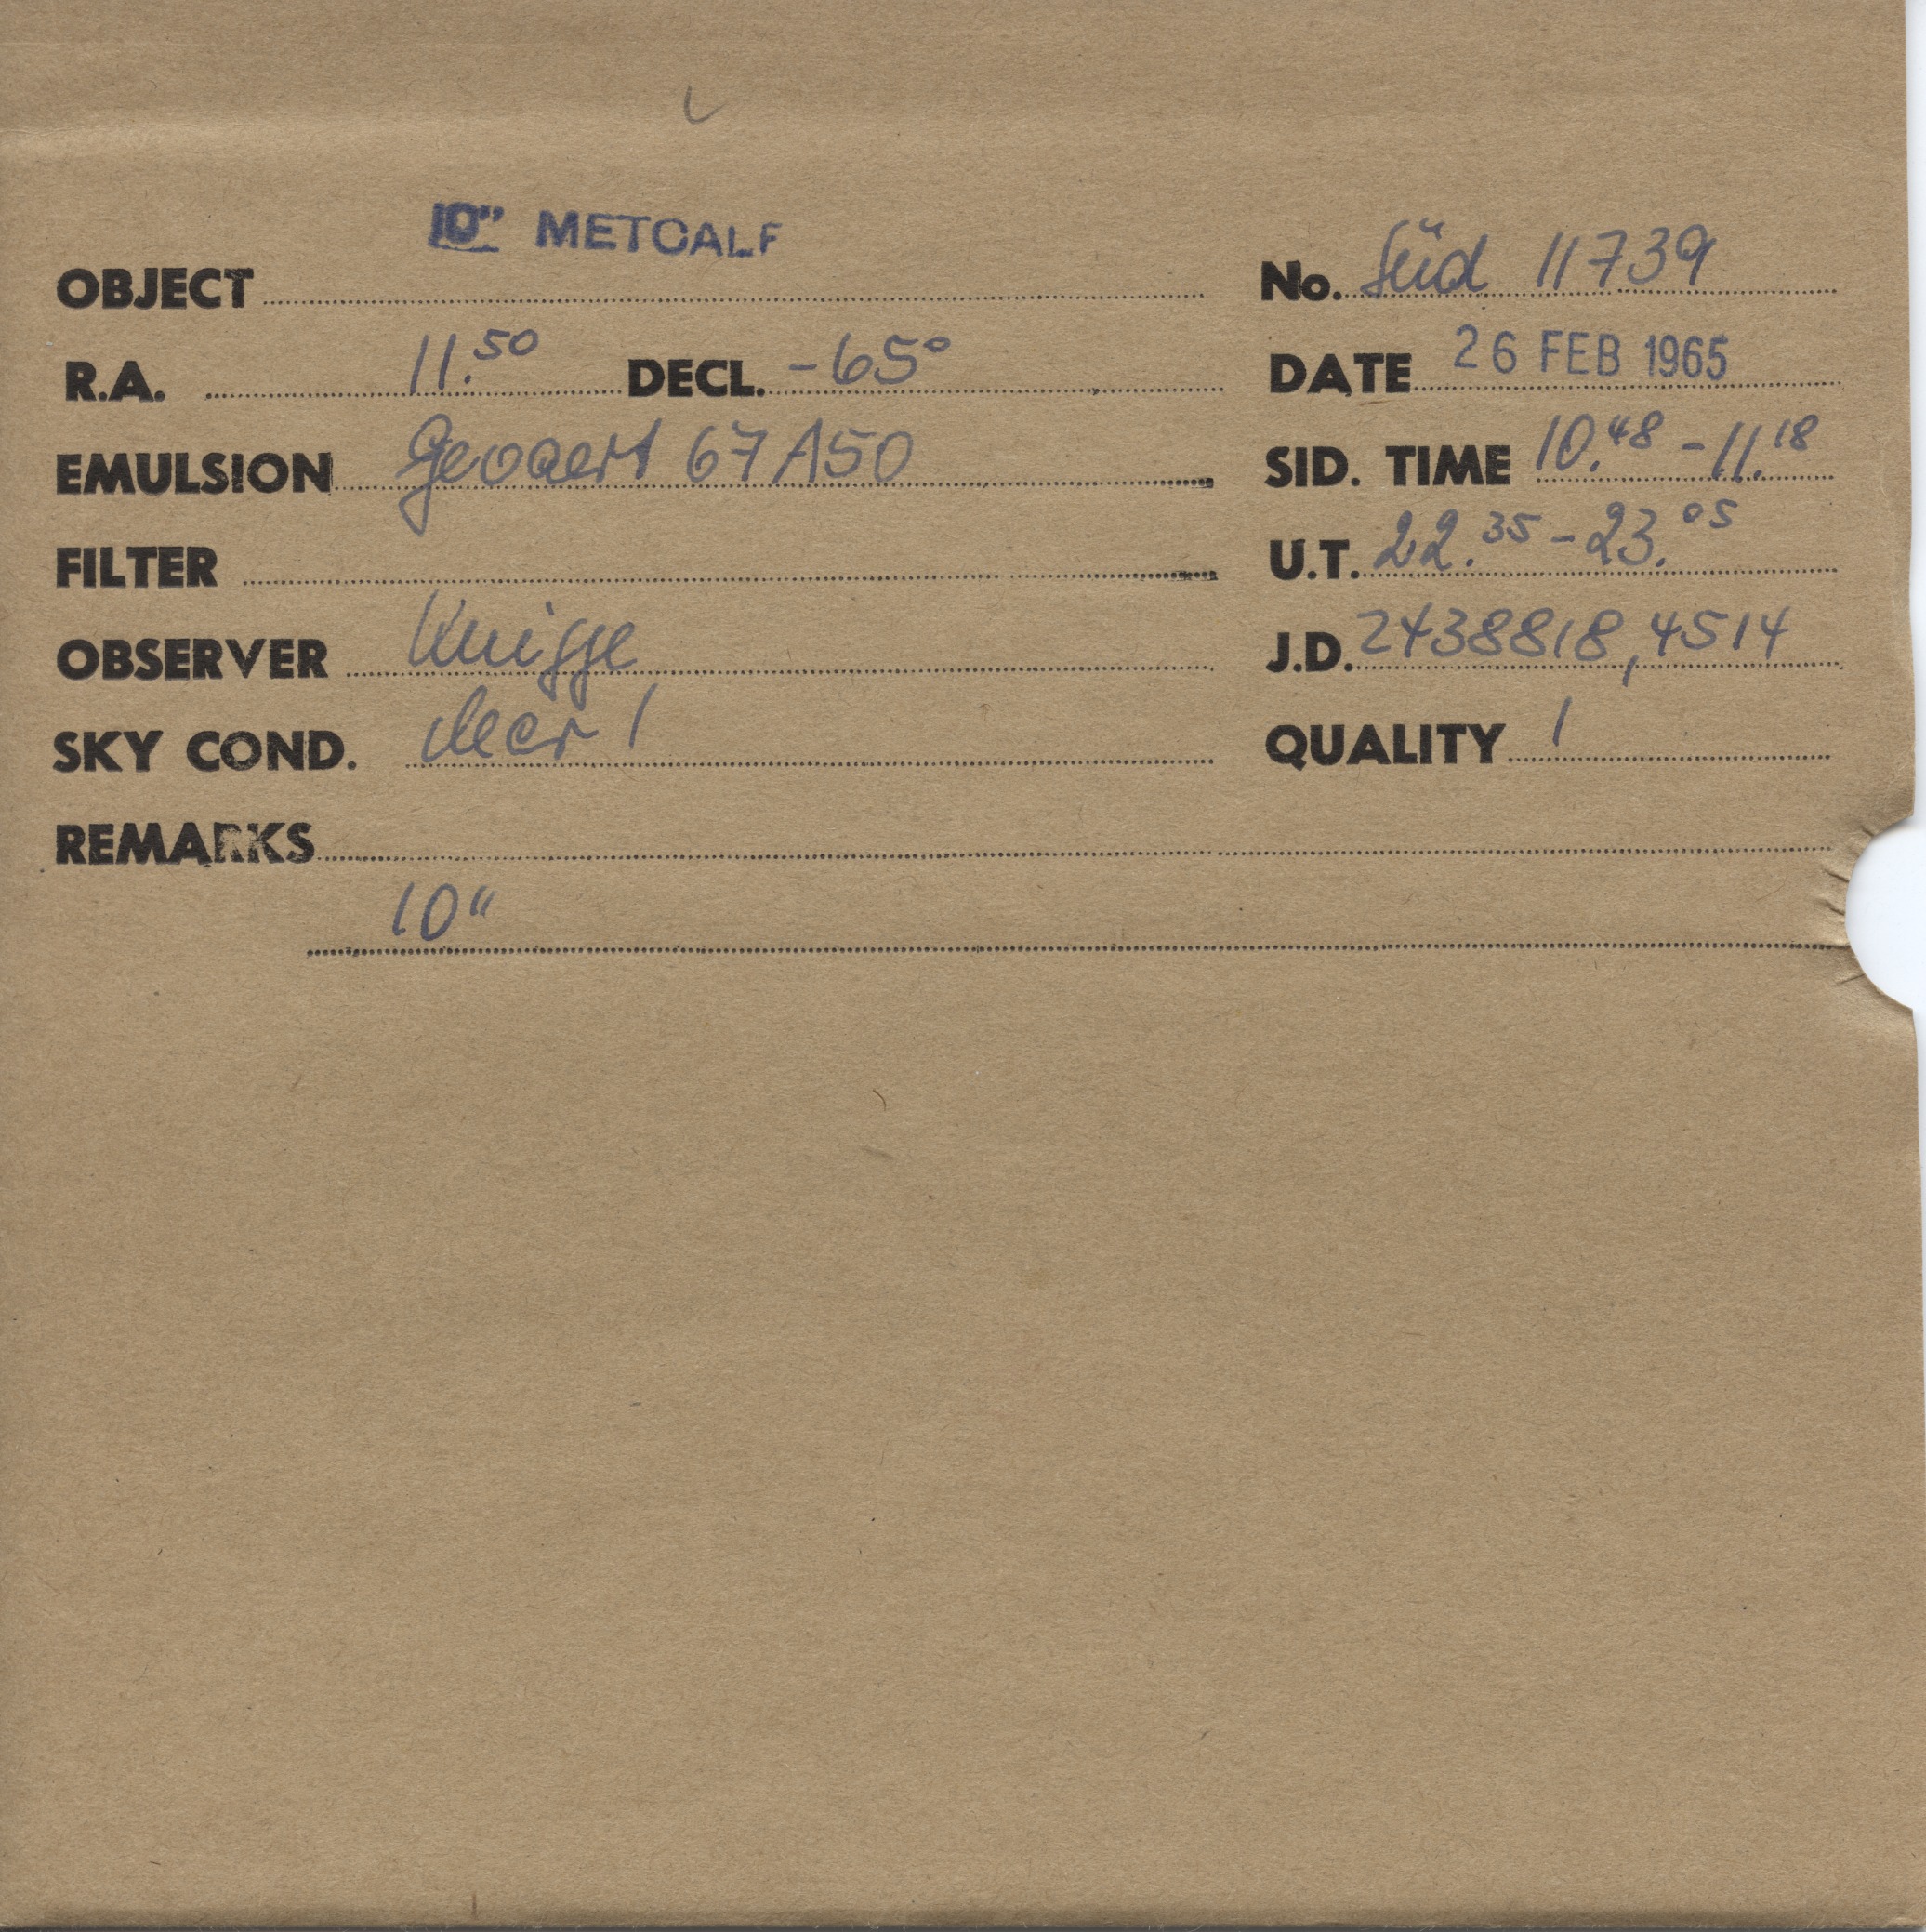 10" METCALF
OBJECT No. Süd 11739
R.A. 11.50 DECL. -65° DATE 26 FEB 1965
EMULSION Gevaert 67A50 SID. TIME 10.48 - 11.18
FILTER U.T. 22.35 - 23.05
OBSERVER Knigge J.D. 2438818,4514
SKY COND. clear 1 QUALITY 1
REMARKS
10"